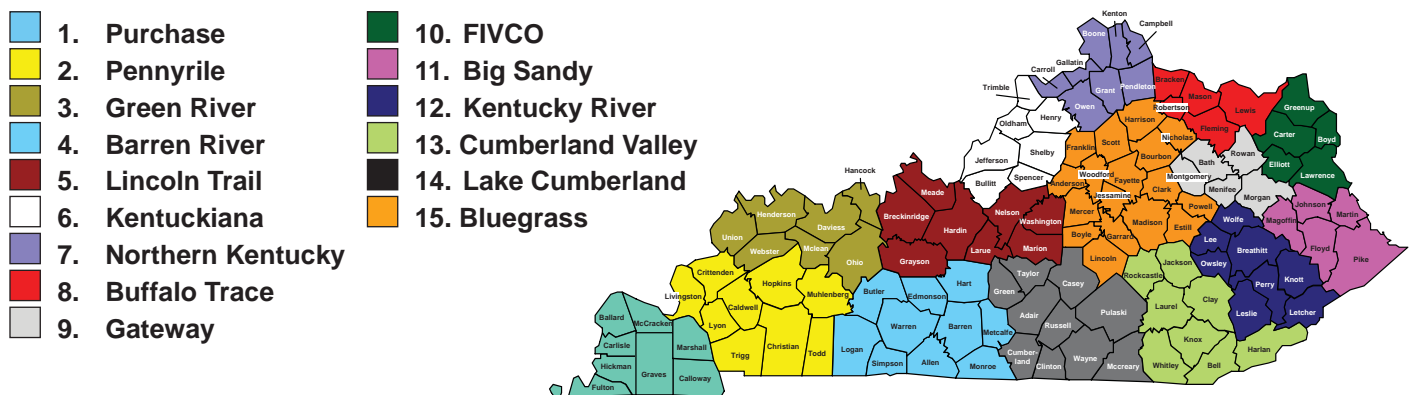 1. Purchase
2. Pennyrile
3. Green River
4. Barren River
5. Lincoln Trail
6. Kentuckiana
7. Northern Kentucky
8. Buffalo Trace
9. Gateway
10. FIVCO
11. Big Sandy
12. Kentucky River
13. Cumberland Valley
14. Lake Cumberland
15. Bluegrass
Kenton
Campbell
Boone
Gallatin
Carroll
Grant
Pendleton
Owen
Trimble
Henry
Oldham
Shelby
Jefferson
Spencer
Bullitt
Bracken
Mason
Robertson
Lewis
Fleming
Greenup
Carter
Boyd
Elliott
Lawrence
Harrison
Nicholas
Scott
Franklin
Bourbon
Woodford
Fayette
Anderson
Clark
Jessamine
Mercer
Madison
Powell
Estill
Boyle
Garrard
Lincoln
Rowan
Bath
Montgomery
Menifee
Morgan
Johnson
Martin
Magoffin
Floyd
Pike
Wolfe
Lee
Breathitt
Owsley
Knott
Perry
Leslie
Letcher
Hancock
Henderson
Daviess
Union
Webster
Mclean
Ohio
Meade
Breckinridge
Hardin
Nelson
Washington
Larue
Marion
Grayson
Crittenden
Livingston
Hopkins
Caldwell
Muhlenberg
Lyon
Trigg
Christian
Todd
Ballard
McCracken
Carlisle
Marshall
Hickman
Graves
Calloway
Fulton
Butler
Edmonson
Hart
Warren
Barren
Metcalfe
Logan
Simpson
Allen
Monroe
Taylor
Green
Casey
Adair
Russell
Pulaski
Cumber-
land
Clinton
Wayne
Mccreary
Rockcastle
Jackson
Laurel
Clay
Knox
Whitley
Bell
Harlan